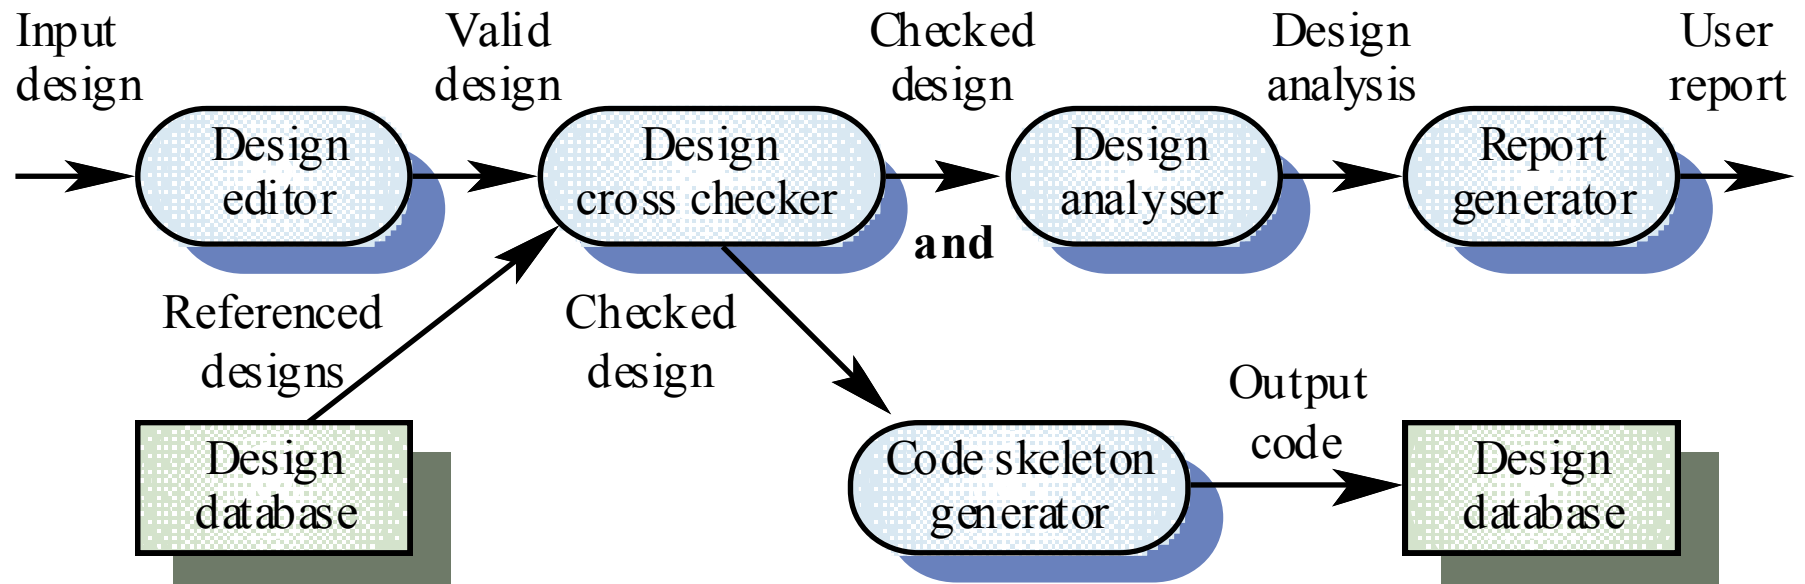 Input
design
Valid
design
Checked
design
Design
analysis
User
report
Design
editor
Design
cross checker
Design
analyser
Report
generator
and
Referenced
designs
Checked
design
Output
code
Design
database
Code skeleton
generator
Design
database